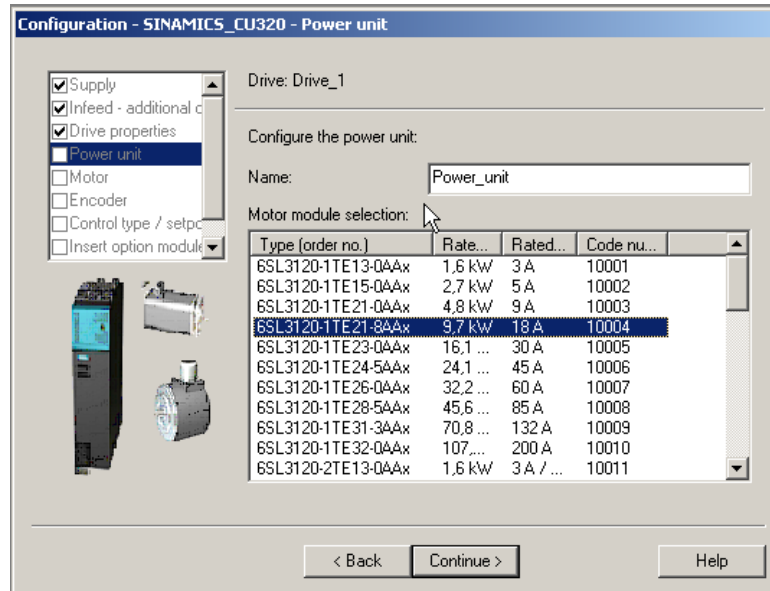 Configuration - SINAMICS_CU320 - Power unit
Supply
Infeed - additional c
Drive properties
Power unit
Motor
Encoder
Control type / setpo
Insert option module
Drive: Drive_1
Configure the power unit:
Name: Power_unit
Motor module selection:
Type (order no.) Rate... Rated... Code nu...
6SL3120-1TE13-0AAx 1,6 kW 3 A 10001
6SL3120-1TE15-0AAx 2,7 kW 5 A 10002
6SL3120-1TE21-0AAx 4,8 kW 9 A 10003
6SL3120-1TE21-8AAx 9,7 kW 18 A 10004
6SL3120-1TE23-0AAx 16,1 ... 30 A 10005
6SL3120-1TE24-5AAx 24,1 ... 45 A 10006
6SL3120-1TE26-0AAx 32,2 ... 60 A 10007
6SL3120-1TE28-5AAx 45,6 ... 85 A 10008
6SL3120-1TE31-3AAx 70,8 ... 132 A 10009
6SL3120-1TE32-0AAx 107,... 200 A 10010
6SL3120-2TE13-0AAx 1,6 kW 3 A / ... 10011
< Back Continue > Help